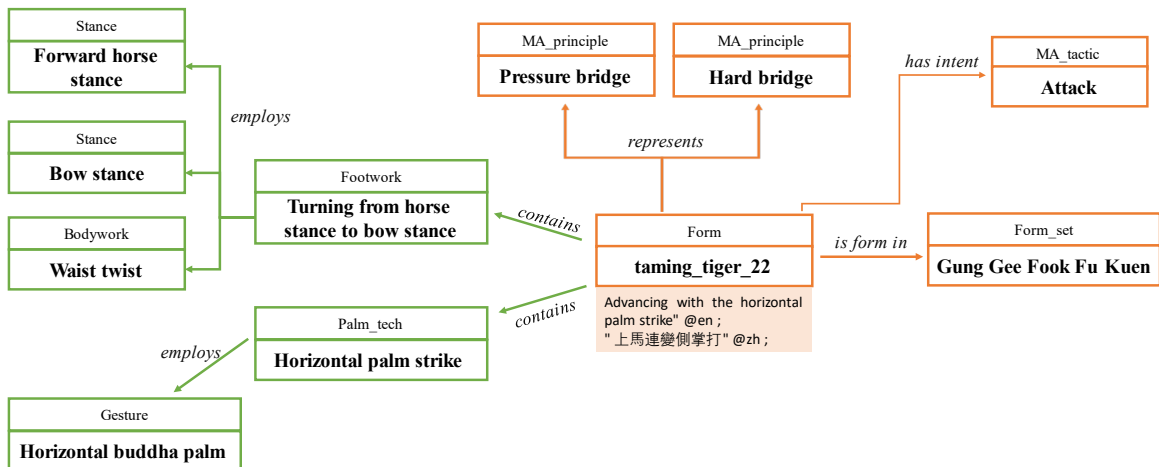 Stance
Forward horse
stance
employs
Stance
Bow stance
Bodywork
Waist twist
Footwork
Turning from horse
stance to bow stance
contains
MA_principle
Pressure bridge
MA_principle
Hard bridge
represents
has intent
MA_tactic
Attack
Form
taming_tiger_22
Advancing with the horizontal
palm strike" @en ;
" 上馬連變側掌打" @zh ;
is form in
Form_set
Gung Gee Fook Fu Kuen
contains
Palm_tech
Horizontal palm strike
employs
Gesture
Horizontal buddha palm